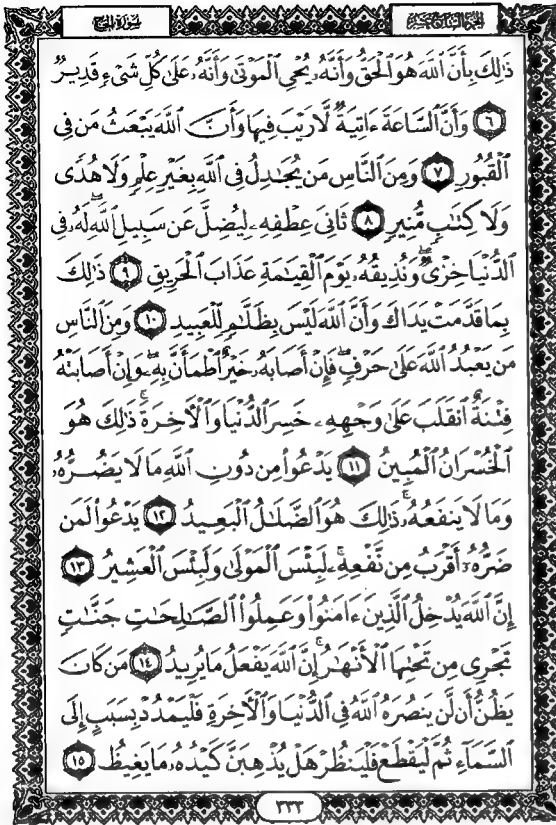 سورة الحج
الجزء السابع عشر
ذَٰلِكَ بِأَنَّ ٱللَّهَ هُوَ ٱلْحَقُّ وَأَنَّهُۥ يُحْىِ ٱلْمَوْتَىٰ وَأَنَّهُۥ عَلَىٰ كُلِّ شَىْءٍ قَدِيرٌ
٦ وَأَنَّ ٱلسَّاعَةَ ءَاتِيَةٌ لَّا رَيْبَ فِيهَا وَأَنَّ ٱللَّهَ يَبْعَثُ مَن فِى
ٱلْقُبُورِ ٧ وَمِنَ ٱلنَّاسِ مَن يُجَٰدِلُ فِى ٱللَّهِ بِغَيْرِ عِلْمٍ وَلَا هُدًى
وَلَا كِتَٰبٍ مُّنِيرٍ ٨ ثَانِىَ عِطْفِهِۦ لِيُضِلَّ عَن سَبِيلِ ٱللَّهِ ۖ لَهُۥ فِى
ٱلدُّنْيَا خِزْىٌ ۖ وَنُذِيقُهُۥ يَوْمَ ٱلْقِيَٰمَةِ عَذَابَ ٱلْحَرِيقِ ٩ ذَٰلِكَ
بِمَا قَدَّمَتْ يَدَاكَ وَأَنَّ ٱللَّهَ لَيْسَ بِظَلَّٰمٍ لِّلْعَبِيدِ ١٠ وَمِنَ ٱلنَّاسِ
مَن يَعْبُدُ ٱللَّهَ عَلَىٰ حَرْفٍ ۖ فَإِنْ أَصَابَهُۥ خَيْرٌ ٱطْمَأَنَّ بِهِۦ ۖ وَإِنْ أَصَابَتْهُ
فِتْنَةٌ ٱنقَلَبَ عَلَىٰ وَجْهِهِۦ خَسِرَ ٱلدُّنْيَا وَٱلْأَخِرَةَ ۚ ذَٰلِكَ هُوَ
ٱلْخُسْرَانُ ٱلْمُبِينُ ١١ يَدْعُوا۟ مِن دُونِ ٱللَّهِ مَا لَا يَضُرُّهُۥ
وَمَا لَا يَنفَعُهُۥ ۚ ذَٰلِكَ هُوَ ٱلضَّلَٰلُ ٱلْبَعِيدُ ١٢ يَدْعُوا۟ لَمَن
ضَرُّهُۥٓ أَقْرَبُ مِن نَّفْعِهِۦ ۚ لَبِئْسَ ٱلْمَوْلَىٰ وَلَبِئْسَ ٱلْعَشِيرُ ١٣
إِنَّ ٱللَّهَ يُدْخِلُ ٱلَّذِينَ ءَامَنُوا۟ وَعَمِلُوا۟ ٱلصَّٰلِحَٰتِ جَنَّٰتٍ
تَجْرِى مِن تَحْتِهَا ٱلْأَنْهَٰرُ ۚ إِنَّ ٱللَّهَ يَفْعَلُ مَا يُرِيدُ ١٤ مَن كَانَ
يَظُنُّ أَن لَّن يَنصُرَهُ ٱللَّهُ فِى ٱلدُّنْيَا وَٱلْأَخِرَةِ فَلْيَمْدُدْ بِسَبَبٍ إِلَى
ٱلسَّمَآءِ ثُمَّ لْيَقْطَعْ فَلْيَنظُرْ هَلْ يُذْهِبَنَّ كَيْدُهُۥ مَا يَغِيظُ ١٥
٣٣٣